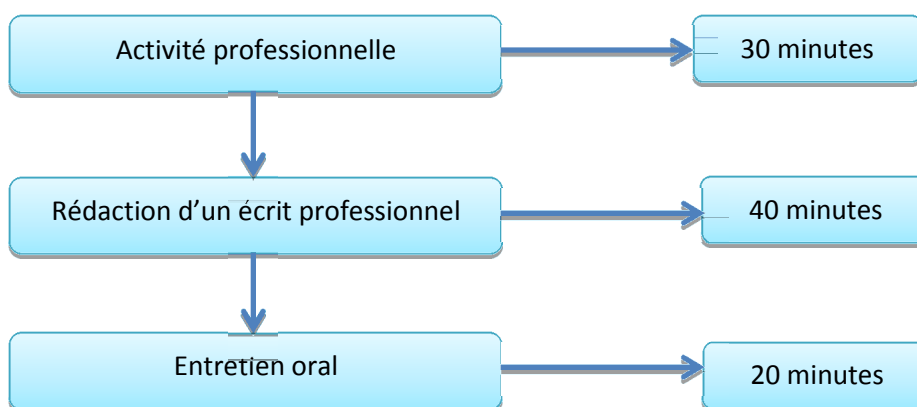 Activité professionnelle
30 minutes
Rédaction d’un écrit professionnel
40 minutes
Entretien oral
20 minutes